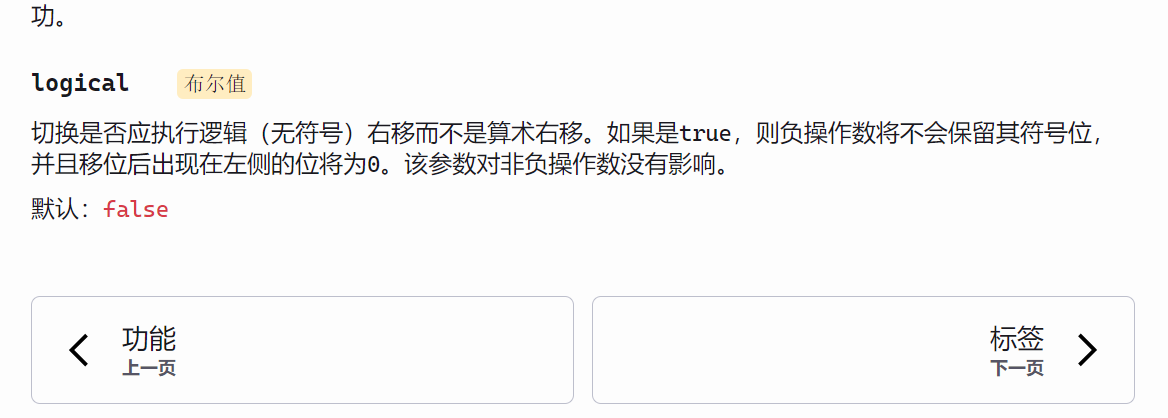 功。
logical 布尔值
切换是否应执行逻辑（无符号）右移而不是算术右移。如果是true，则负操作数将不会保留其符号位，
并且移位后出现在左侧的位将为0。该参数对非负操作数没有影响。
默认：false
功能
上一页
标签
下一页